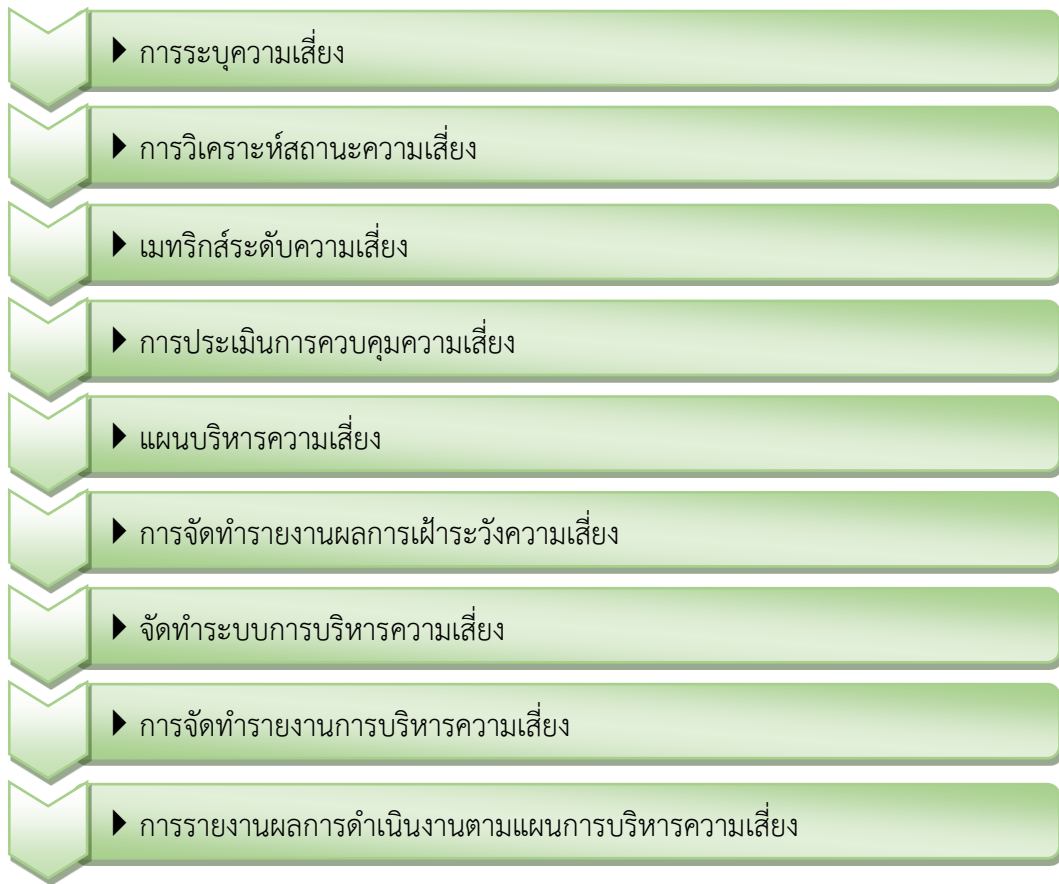 การระบุความเสี่ยง
การวิเคราะห์สถานะความเสี่ยง
เมทริกส์ระดับความเสี่ยง
การประเมินการควบคุมความเสี่ยง
แผนบริหารความเสี่ยง
การจัดทำรายงานผลการเฝ้าระวังความเสี่ยง
จัดทำระบบการบริหารความเสี่ยง
การจัดทำรายงานการบริหารความเสี่ยง
การรายงานผลการดำเนินงานตามแผนการบริหารความเสี่ยง